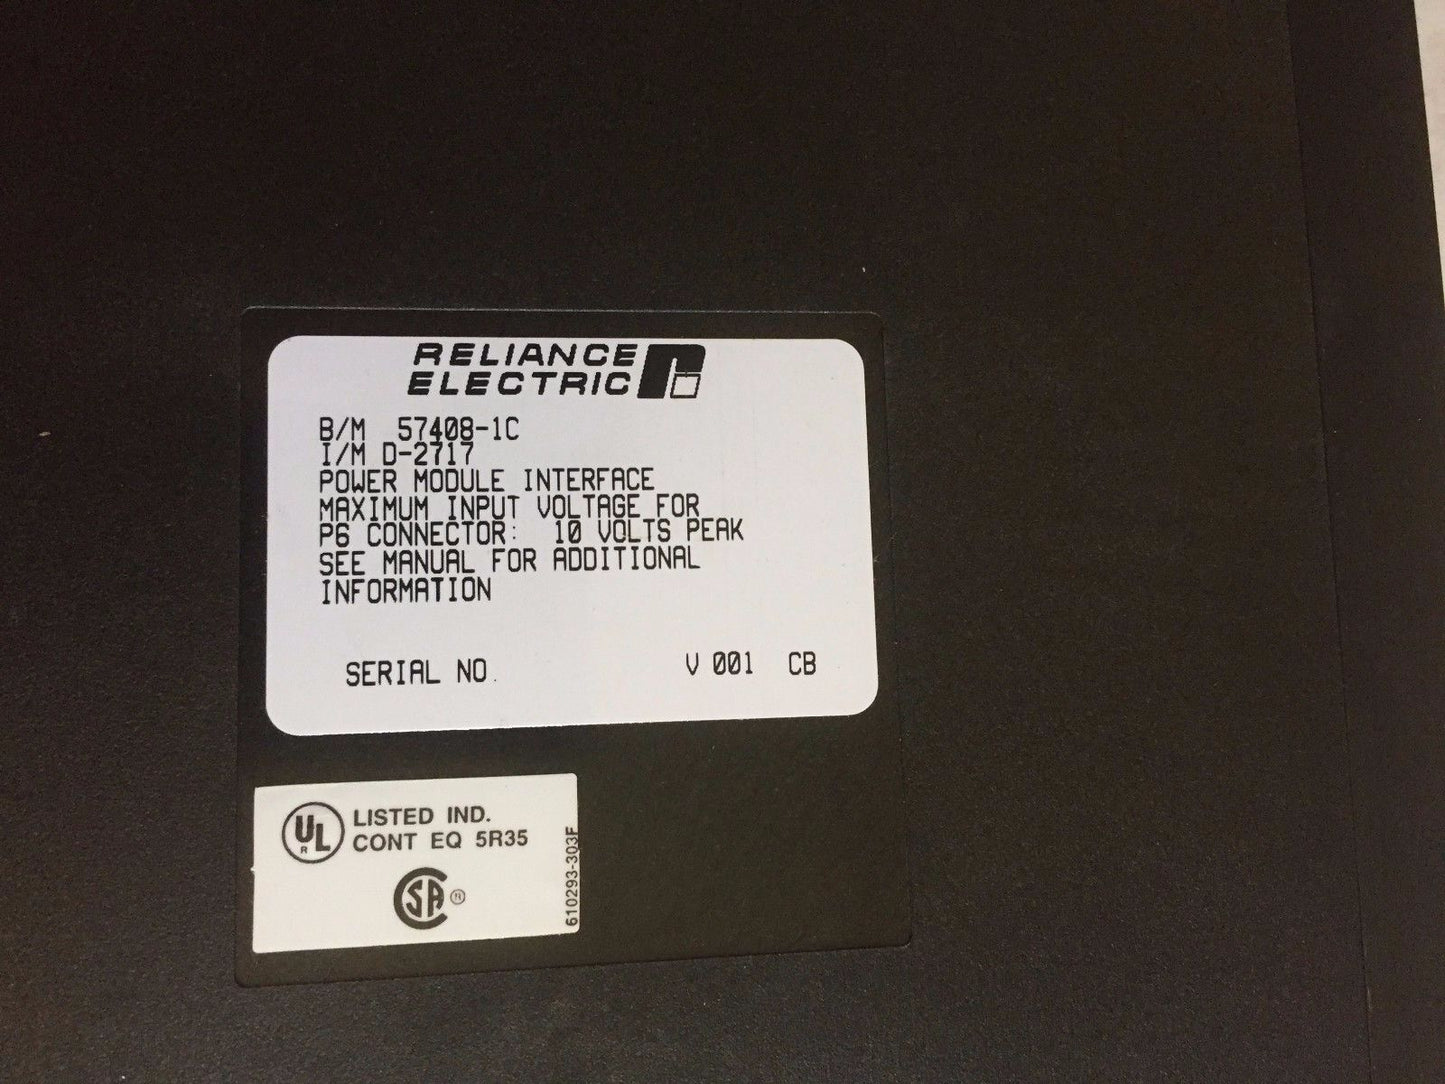 RELIANCE
ELECTRIC
B/M 57408-1C
I/M D-2717
POWER MODULE INTERFACE
MAXIMUM INPUT VOLTAGE FOR
P6 CONNECTOR: 10 VOLTS PEAK
SEE MANUAL FOR ADDITIONAL
INFORMATION
SERIAL NO. V 001 CB
UL R LISTED IND.
CONT EQ 5R35
CSA ®
610293-303F